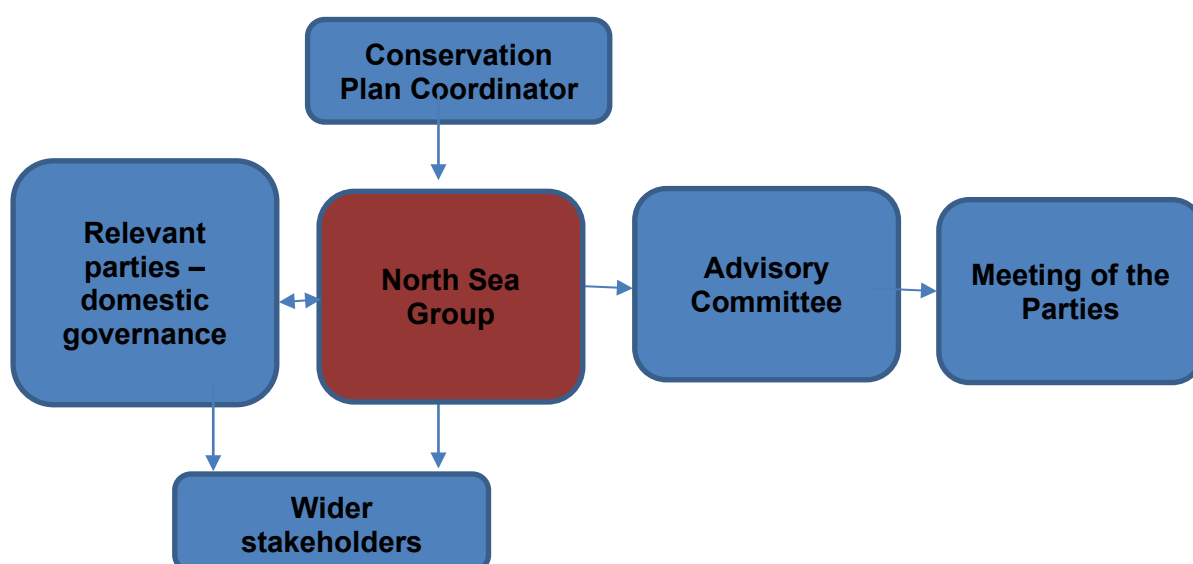 Conservation
Plan Coordinator
Relevant
parties –
domestic
governance
North Sea
Group
Advisory
Committee
Meeting of the
Parties
Wider
stakeholders